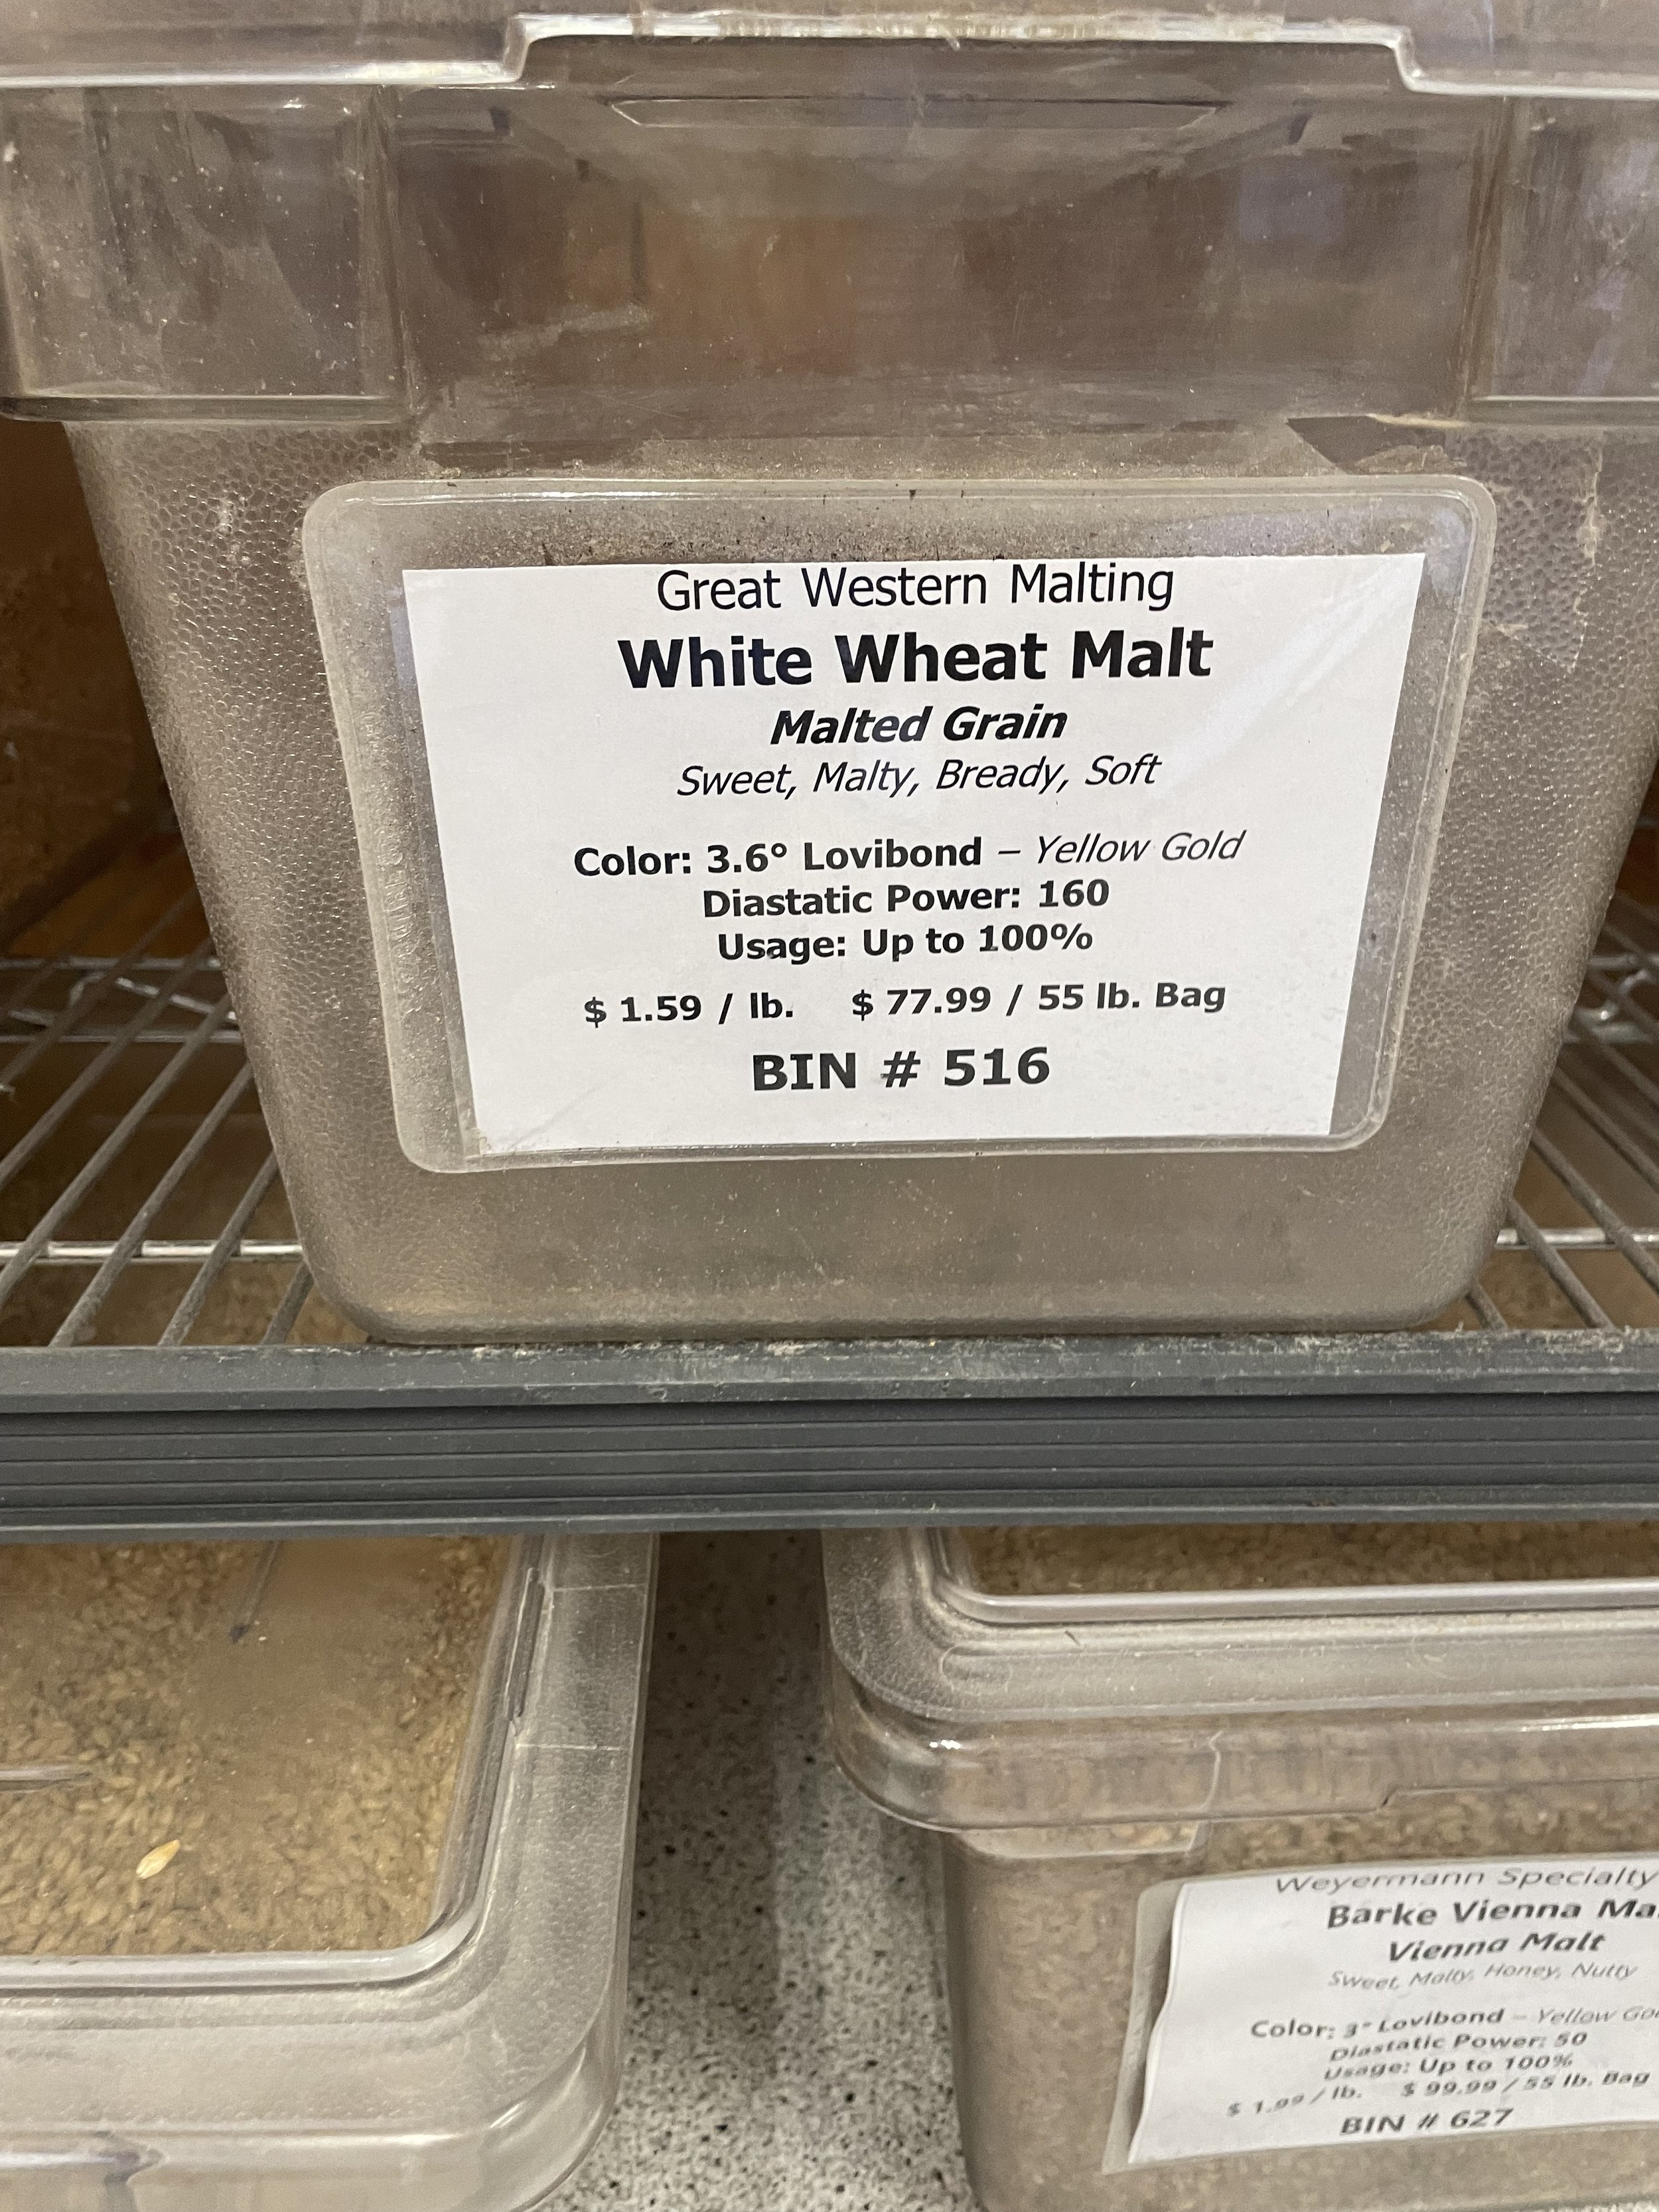 Great Western Malting
White Wheat Malt
Malted Grain
Sweet, Malty, Bready, Soft
Color: 3.6° Lovibond – Yellow Gold
Diastatic Power: 160
Usage: Up to 100%
$ 1.59 / lb. $ 77.99 / 55 lb. Bag
BIN # 516
Weyermann Specialty
Barke Vienna
Vienna Malt
Sweet, Malty, Honey, Nutty
Color: 3° Lovibond – Yellow
Diastatic Power: 50
Usage: Up to 100%
$ 1.99 / lb. $ 99.99 / 55 lb. Bag
BIN # 627